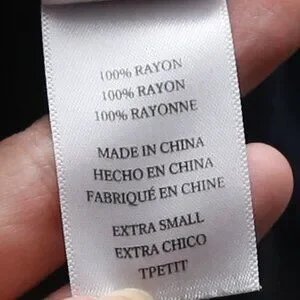 100% RAYON
100% RAYON
100% RAYONNE
MADE IN CHINA
HECHO EN CHINA
FABRIQUÉ EN CHINE
EXTRA SMALL
EXTRA CHICO
TPETIT